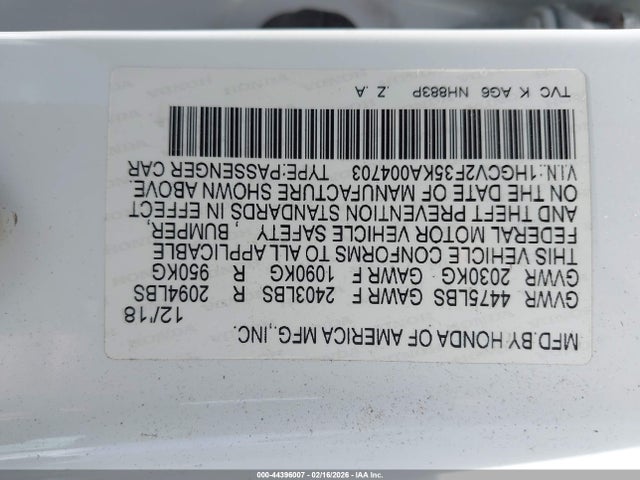 MFD.BY HONDA OF AMERICA MFG.,INC. 12/'18
GVWR 4475LBS GAWR F 2403LBS R 2094LBS
GVWR 2030KG GAWR F 1090KG R 950KG
THIS VEHICLE CONFORMS TO ALL APPLICABLE
FEDERAL MOTOR VEHICLE SAFETY , BUMPER,
AND THEFT PREVENTION STANDARDS IN EFFECT
ON THE DATE OF MANUFACTURE SHOWN ABOVE.
VIN:1HGCV2F35KA004703 TYPE:PASSENGER CAR
TVC K AG6 NH883P .Z .A
000-44396007 - 02/16/2026 - IAA Inc. / IAAI